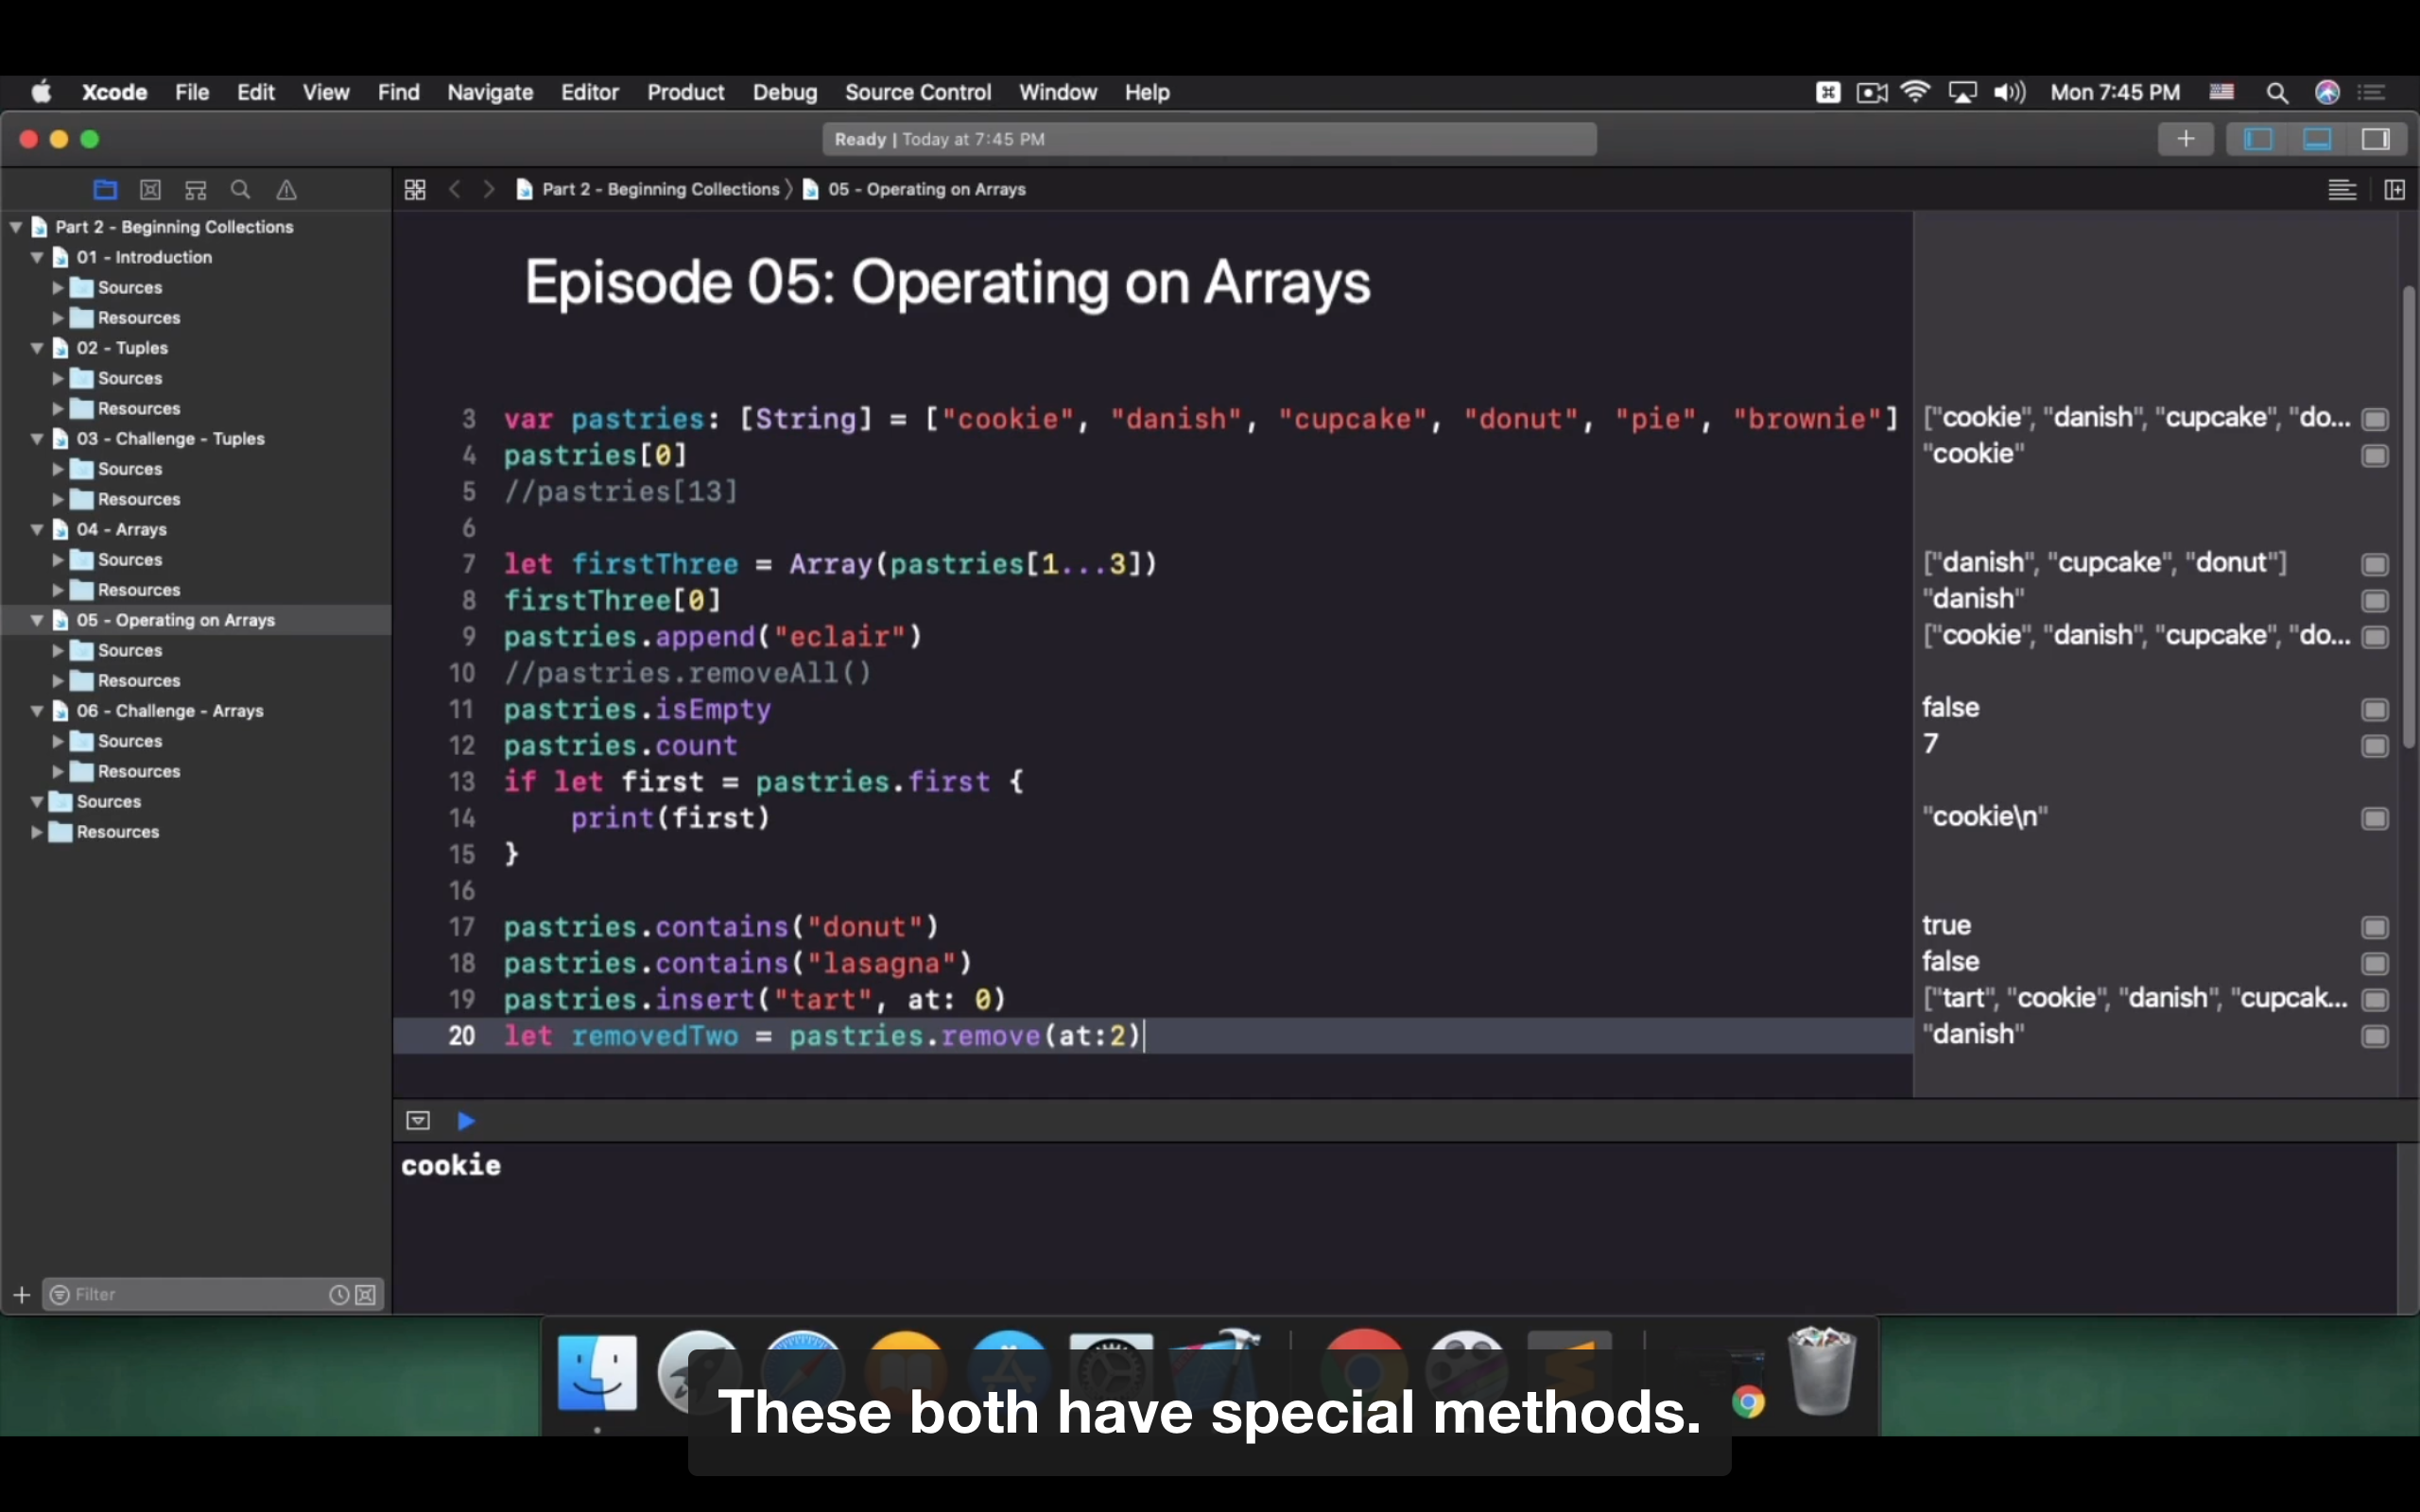 Xcode File Edit View Find Navigate Editor Product Debug Source Control Window Help Mon 7:45 PM
Ready | Today at 7:45 PM
Part 2 - Beginning Collections 05 - Operating on Arrays
Part 2 - Beginning Collections
01 - Introduction
Sources
Resources
02 - Tuples
Sources
Resources
03 - Challenge - Tuples
Sources
Resources
04 - Arrays
Sources
Resources
05 - Operating on Arrays
Sources
Resources
06 - Challenge - Arrays
Sources
Resources
Sources
Resources
Filter
Episode 05: Operating on Arrays
3 var pastries: [String] = ["cookie", "danish", "cupcake", "donut", "pie", "brownie"] ["cookie", "danish", "cupcake", "do...
4 pastries[0] "cookie"
5 //pastries[13]
6
7 let firstThree = Array(pastries[1...3]) ["danish", "cupcake", "donut"]
8 firstThree[0] "danish"
9 pastries.append("eclair") ["cookie", "danish", "cupcake", "do...
10 //pastries.removeAll()
11 pastries.isEmpty false
12 pastries.count 7
13 if let first = pastries.first {
14 print(first) "cookie\n"
15 }
16
17 pastries.contains("donut") true
18 pastries.contains("lasagna") false
19 pastries.insert("tart", at: 0) ["tart", "cookie", "danish", "cupcak...
20 let removedTwo = pastries.remove(at:2) "danish"
cookie
These both have special methods.